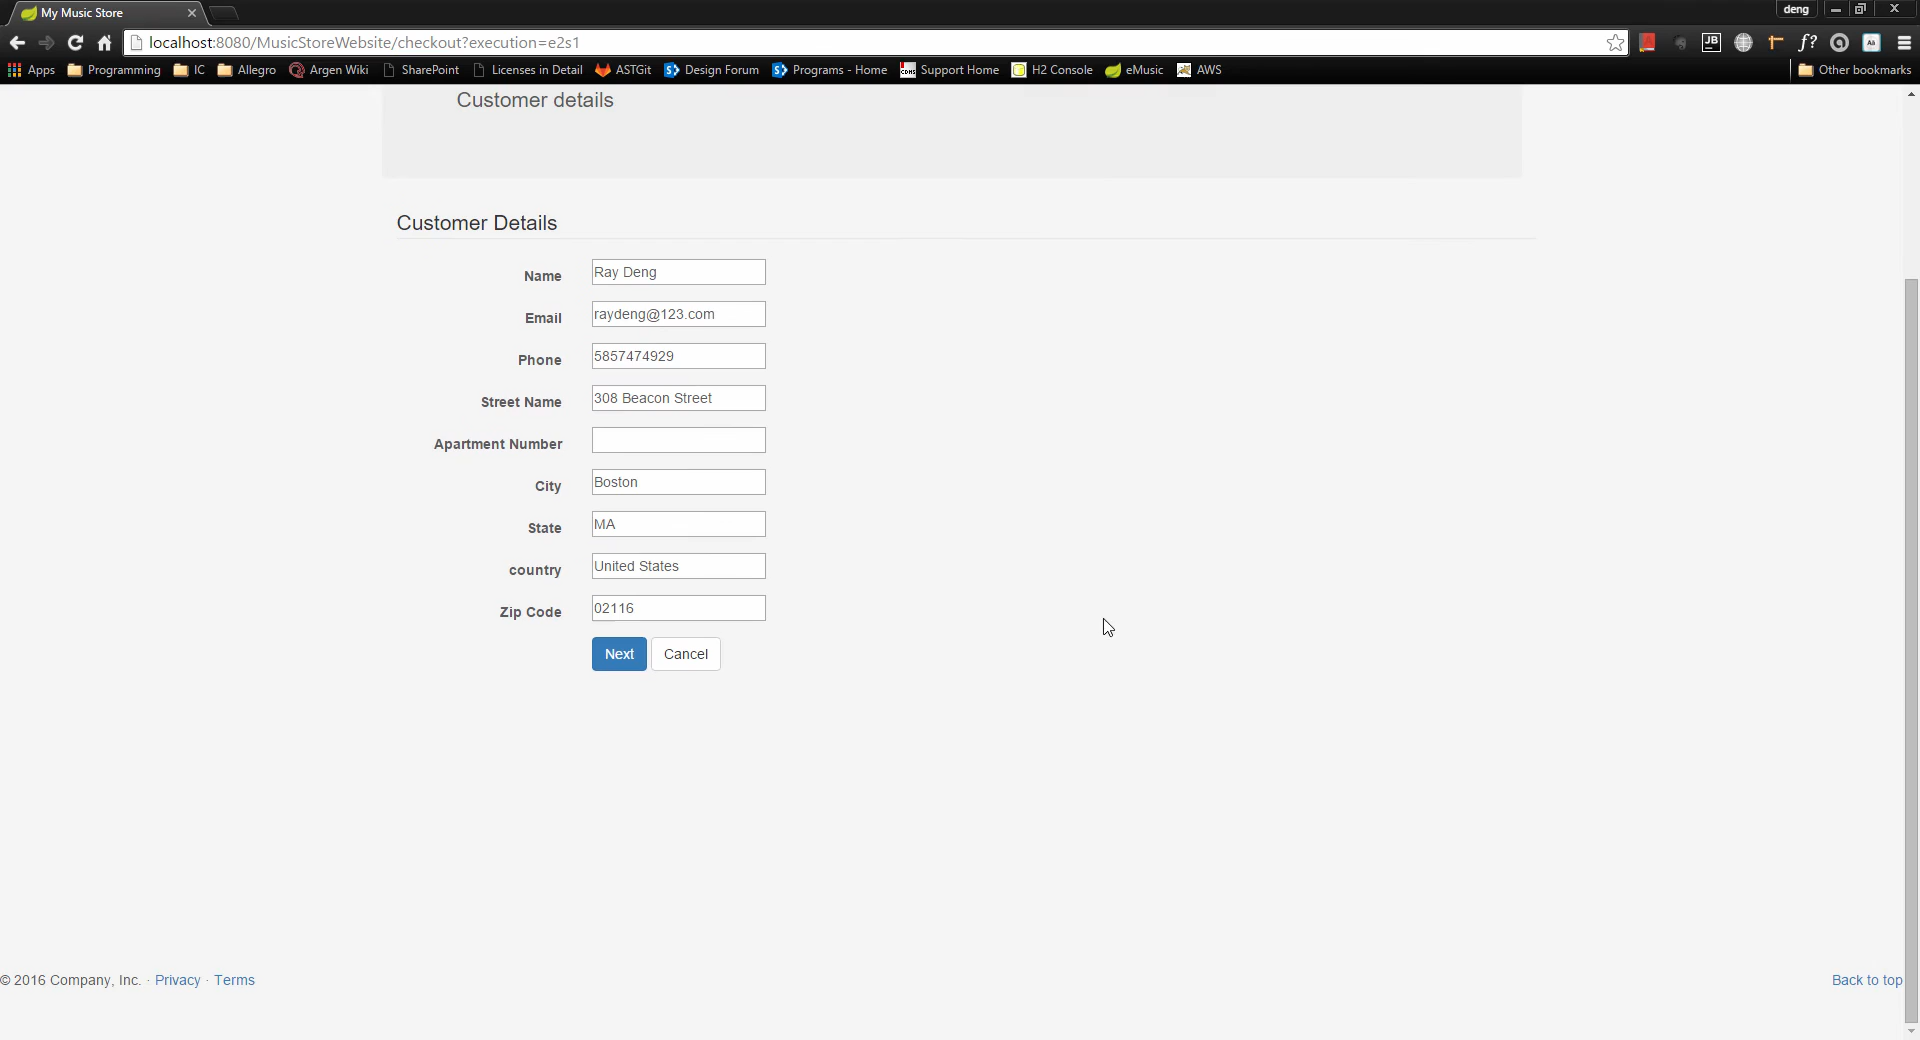 My Music Store
deng
localhost:8080/MusicStoreWebsite/checkout?execution=e2s1
Apps Programming IC Allegro Argen Wiki SharePoint Licenses in Detail ASTGit Design Forum Programs - Home Support Home H2 Console eMusic AWS Other bookmarks
Customer details
Customer Details
Name Ray Deng
Email raydeng@123.com
Phone 5857474929
Street Name 308 Beacon Street
Apartment Number
City Boston
State MA
country United States
Zip Code 02116
Next Cancel
© 2016 Company, Inc. · Privacy · Terms
Back to top